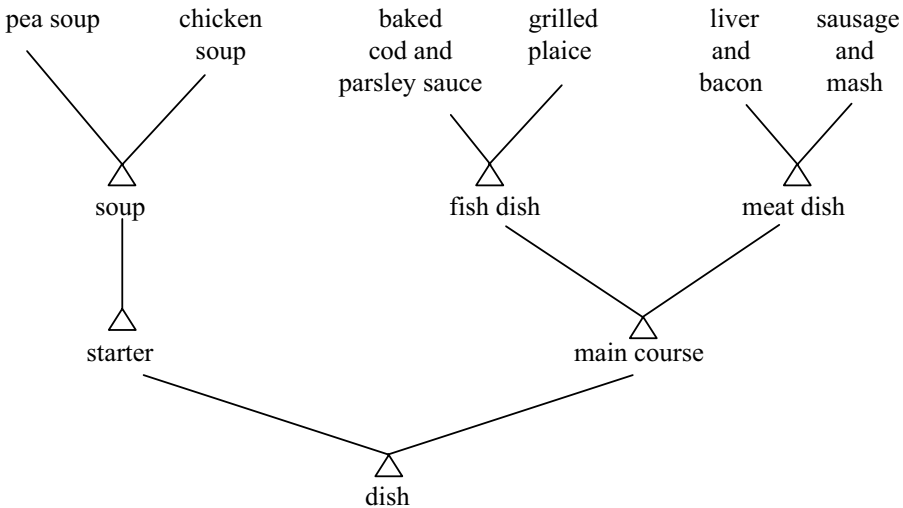 pea soup
chicken
soup
baked
cod and
parsley sauce
grilled
plaice
liver
and
bacon
sausage
and
mash
soup
fish dish
meat dish
starter
main course
dish